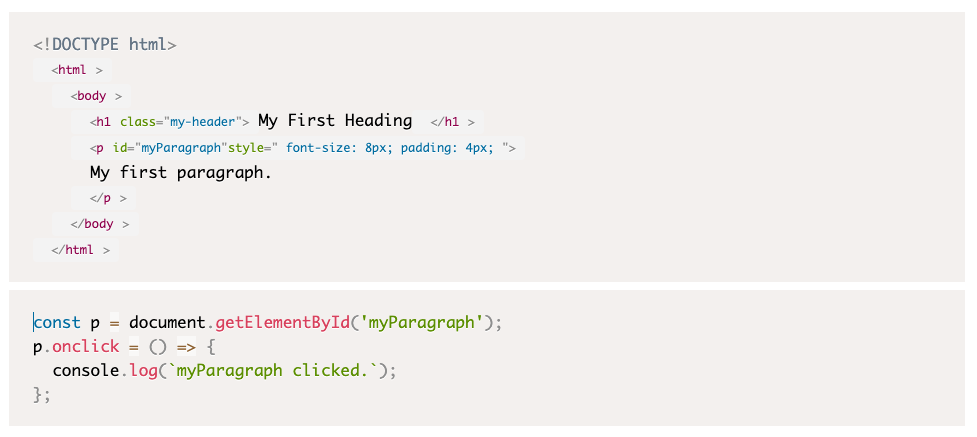 <!DOCTYPE html>
<html >
<body >
<h1 class="my-header"> My First Heading </h1 >
<p id="myParagraph"style=" font-size: 8px; padding: 4px; ">
My first paragraph.
</p >
</body >
</html >
const p = document.getElementById('myParagraph');
p.onclick = () => {
console.log(`myParagraph clicked.`);
};